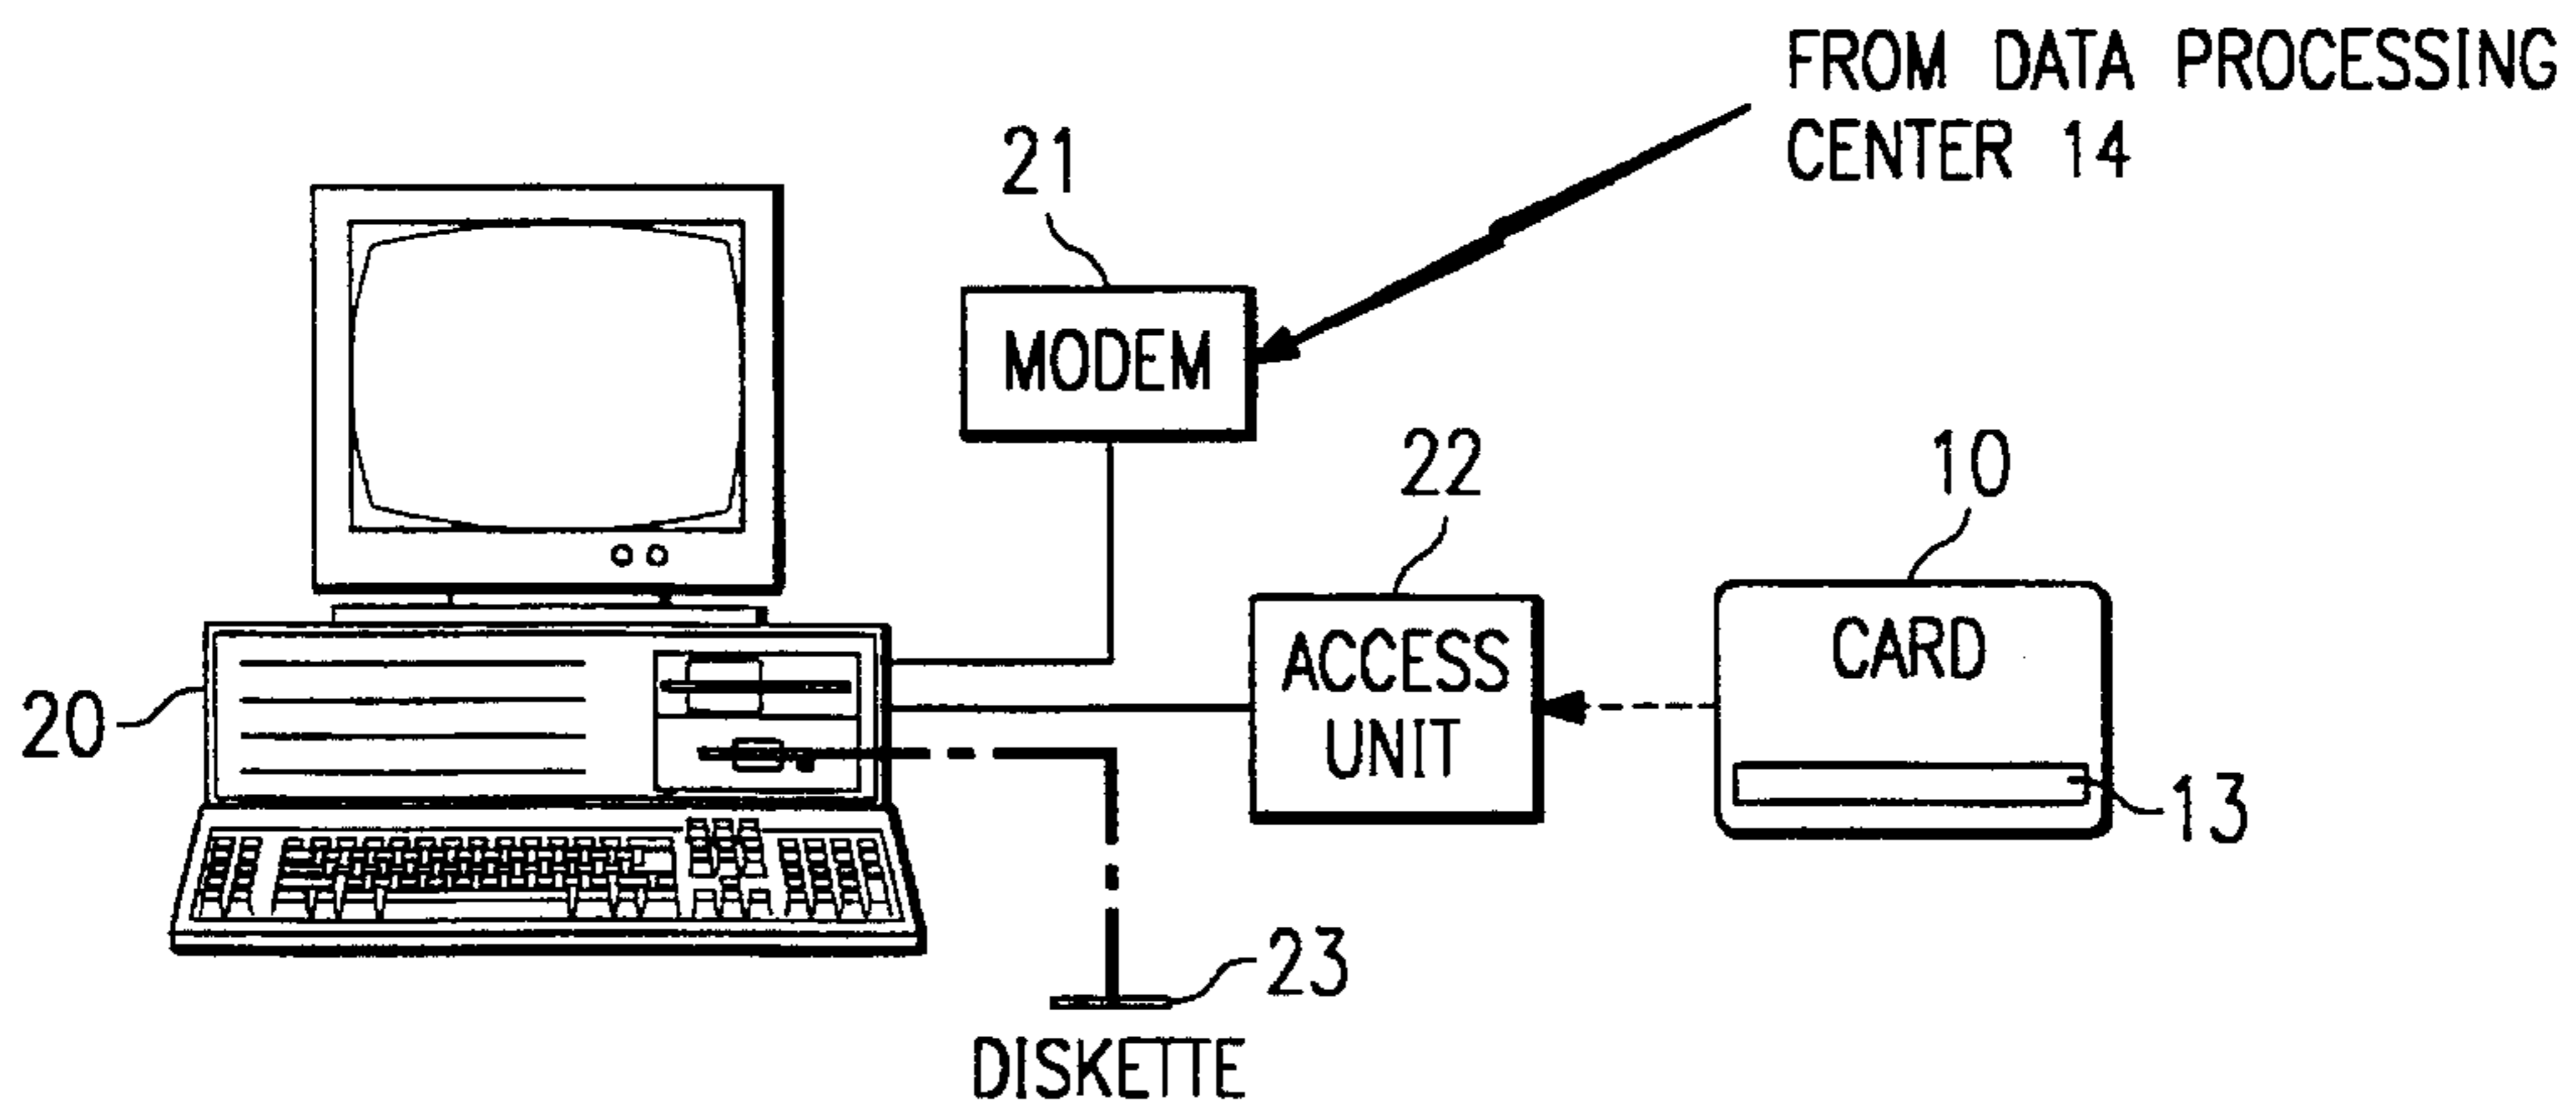 FROM DATA PROCESSING
CENTER 14
21
MODEM
22
10
ACCESS
UNIT
CARD
20
13
23
DISKETTE